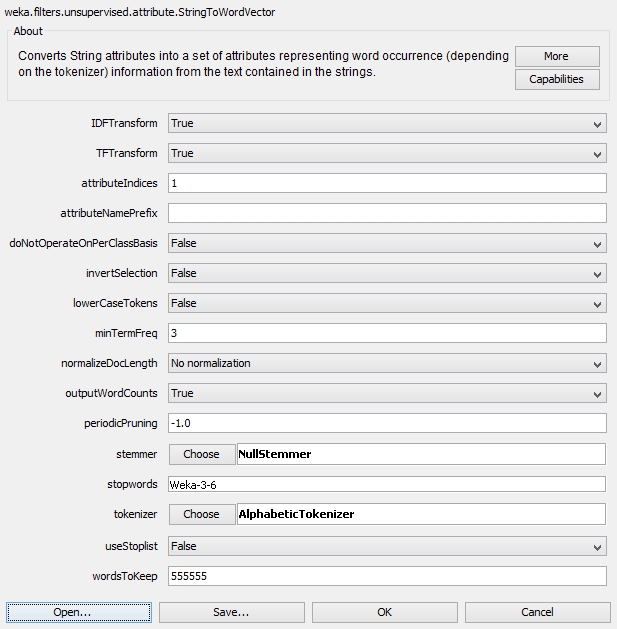 weka.filters.unsupervised.attribute.StringToWordVector
About
Converts String attributes into a set of attributes representing word occurrence (depending
on the tokenizer) information from the text contained in the strings.
More
Capabilities
IDFTransform True
TFTransform True
attributeIndices 1
attributeNamePrefix
doNotOperateOnPerClassBasis False
invertSelection False
lowerCaseTokens False
minTermFreq 3
normalizeDocLength No normalization
outputWordCounts True
periodicPruning -1.0
stemmer Choose NullStemmer
stopwords Weka-3-6
tokenizer Choose AlphabeticTokenizer
useStoplist False
wordsToKeep 555555
Open... Save... OK Cancel